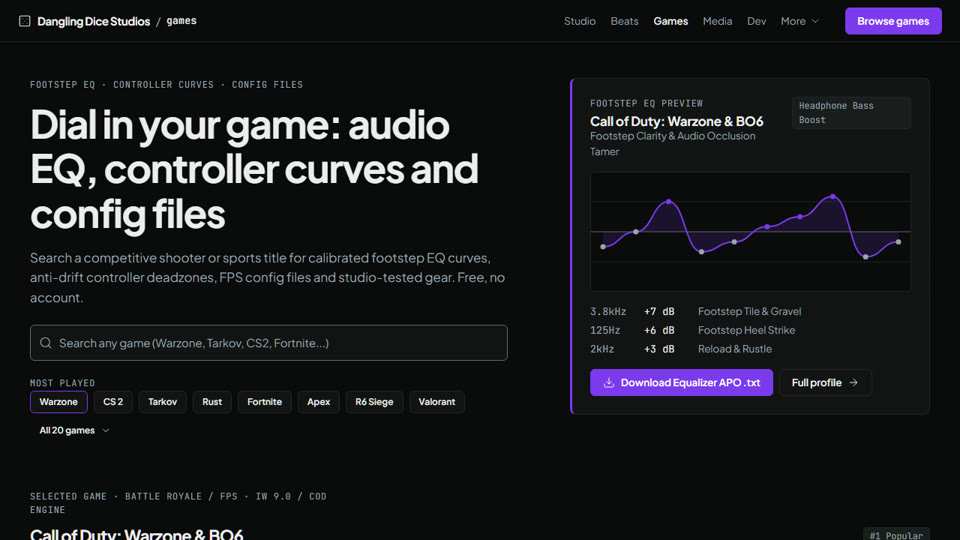 Dangling Dice Studios / games
Studio Beats Games Media Dev More
Browse games
FOOTSTEP EQ · CONTROLLER CURVES · CONFIG FILES
Dial in your game: audio
EQ, controller curves and
config files
Search a competitive shooter or sports title for calibrated footstep EQ curves,
anti-drift controller deadzones, FPS config files and studio-tested gear. Free, no
account.
Search any game (Warzone, Tarkov, CS2, Fortnite...)
MOST PLAYED
Warzone CS 2 Tarkov Rust Fortnite Apex R6 Siege Valorant
All 20 games
FOOTSTEP EQ PREVIEW
Call of Duty: Warzone & BO6
Footstep Clarity & Audio Occlusion
Tamer
Headphone Bass
Boost
3.8kHz +7 dB Footstep Tile & Gravel
125Hz +6 dB Footstep Heel Strike
2kHz +3 dB Reload & Rustle
Download Equalizer APO .txt
Full profile
SELECTED GAME · BATTLE ROYALE / FPS · IW 9.0 / COD
ENGINE
Call of Duty: Warzone & BO6
#1 Popular